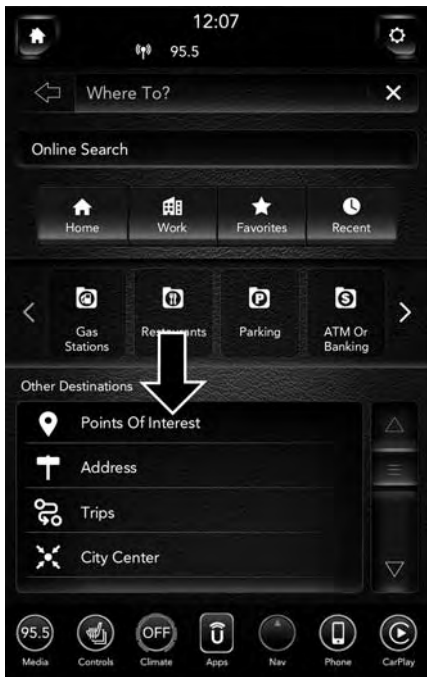 12:07
95.5
Where To?
Online Search
Home Work Favorites Recent
Gas Stations
Restaurants
Parking
ATM Or Banking
Other Destinations
Points Of Interest
Address
Trips
City Center
95.5 OFF
Media Controls Climate Apps Nav Phone CarPlay